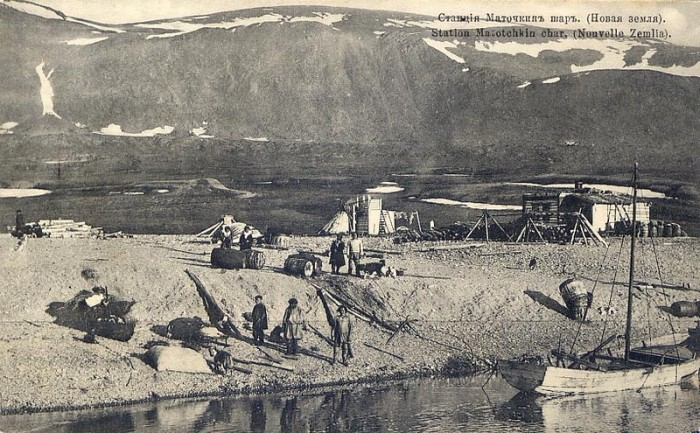 Станція Маточкинъ шаръ. (Новая земля).
Station Matotchkin char, (Nouvelle Zemlia).